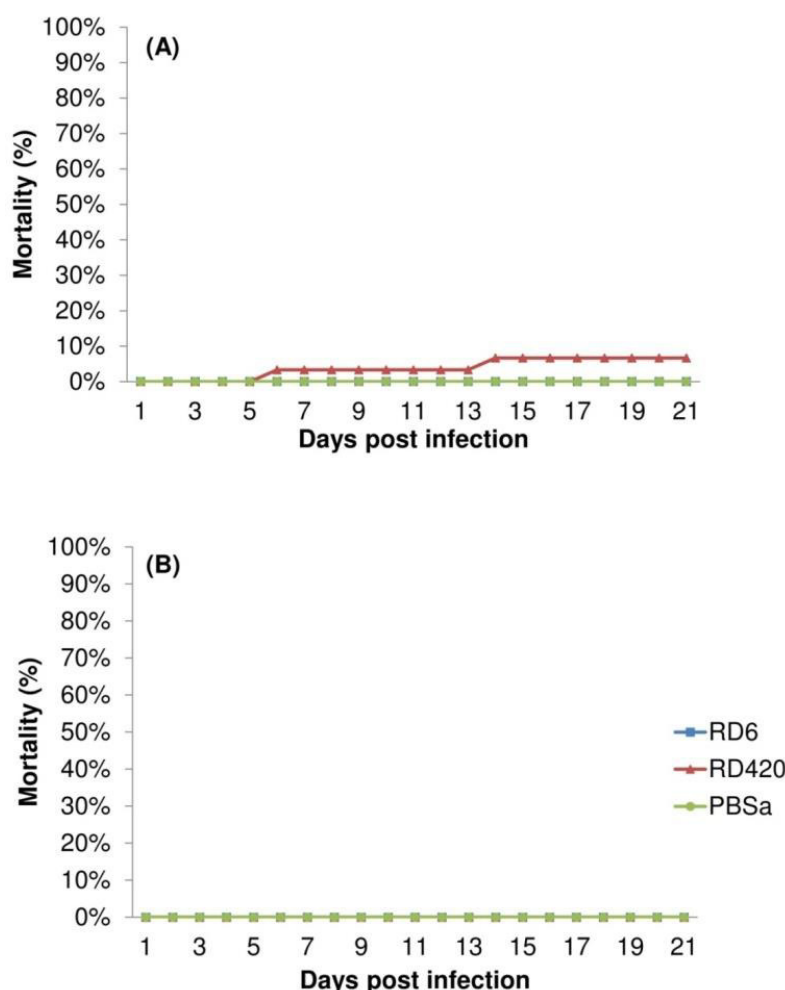 (A)
Mortality (%)
100%
90%
80%
70%
60%
50%
40%
30%
20%
10%
0%
1 3 5 7 9 11 13 15 17 19 21
Days post infection
(B)
Mortality (%)
100%
90%
80%
70%
60%
50%
40%
30%
20%
10%
0%
1 3 5 7 9 11 13 15 17 19 21
Days post infection
RD6
RD420
PBSa